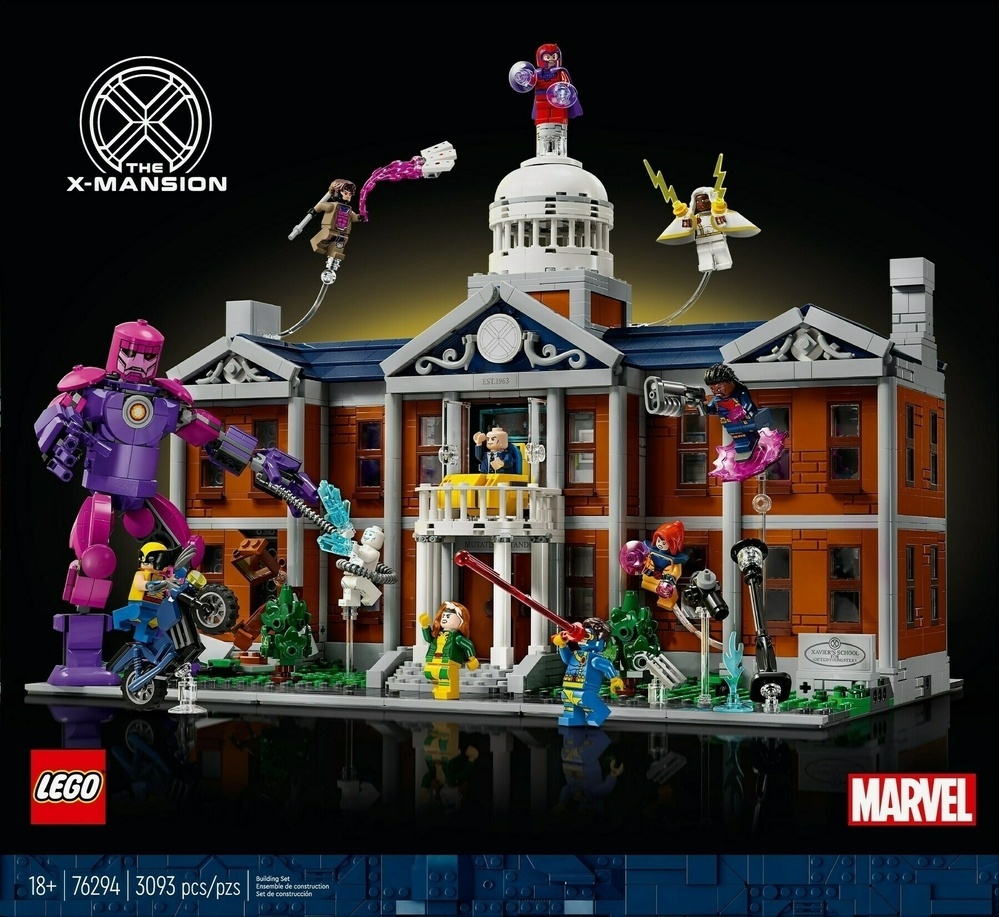 THE
X-MANSION
EST. 1963
XAVIER'S SCHOOL
LEGO
MARVEL
18+ 76294 3093 pcs/pzs
Building Set
Ensemble de construction
Set de construcción